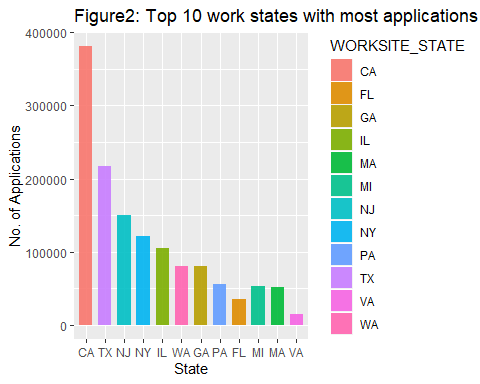 Figure2: Top 10 work states with most applications
400000
300000
200000
100000
0
No. of Applications
CA TX NJ NY IL WA GA PA FL MI MA VA
State
WORKSITE_STATE
CA
FL
GA
IL
MA
MI
NJ
NY
PA
TX
VA
WA